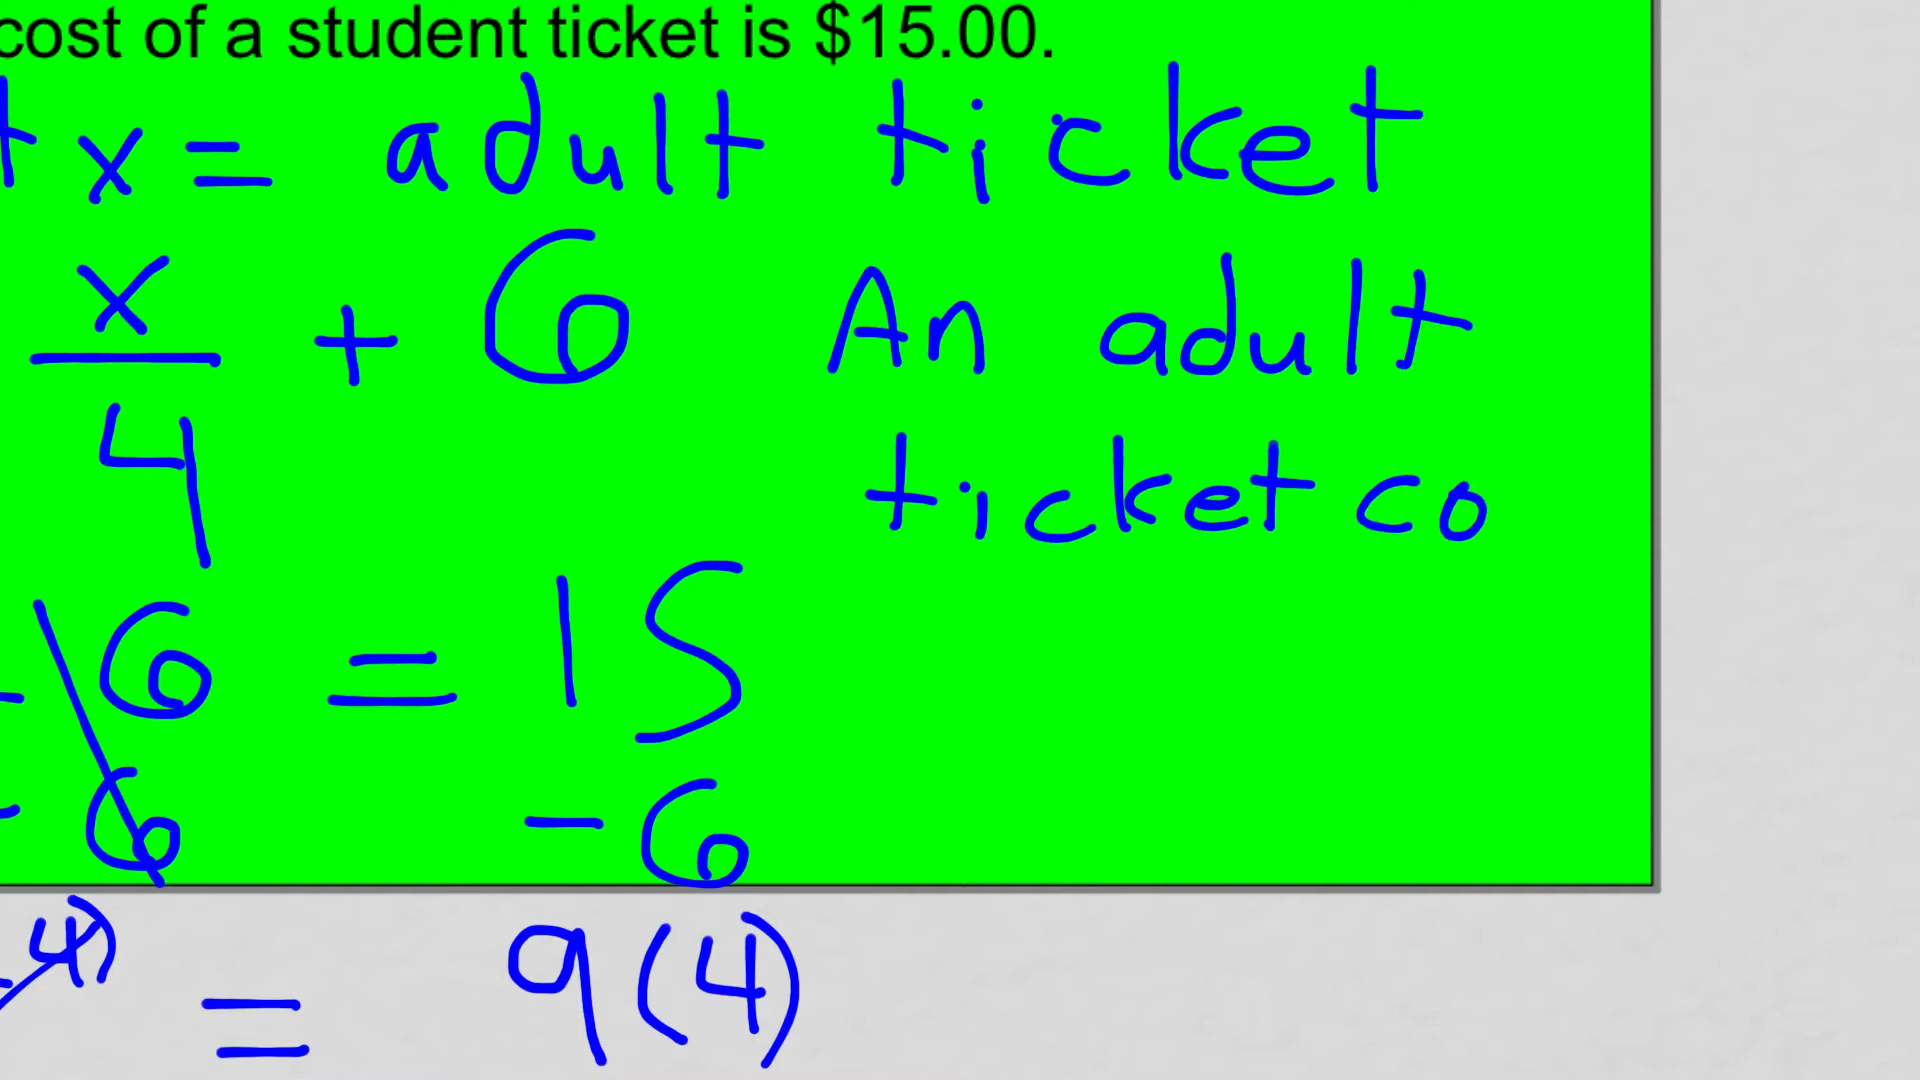 cost of a student ticket is $15.00.
x = adult ticket
x/4 + 6 An adult
ticket co
6 = 15
- 6 - 6
4) = 9(4)